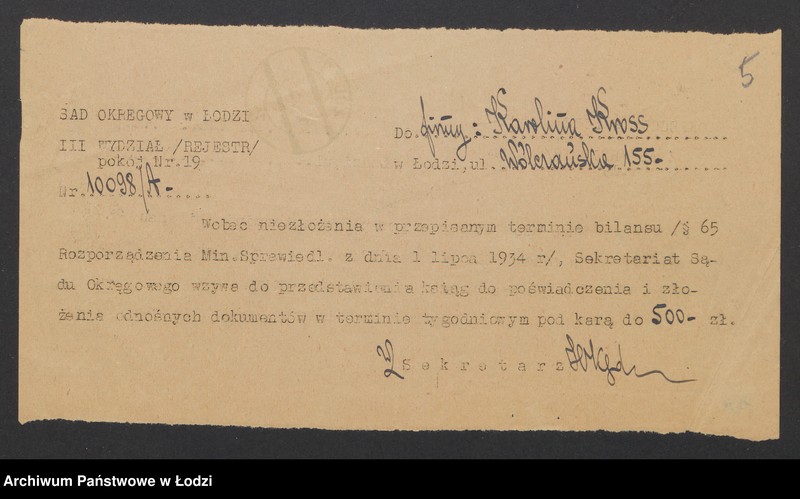 5
SĄD OKRĘGOWY w ŁODZI
III WYDZIAŁ /REJESTR/
pokój Nr.19
Nr. 10098/A-
Do firmy: Karolina Kross
w Łodzi, ul. Wólczańska 155-
Wobec niezłożenia w przepisanym terminie bilansu /§ 65
Rozporządzenia Min.Sprawiedl. z dnia 1 lipca 1934 r/, Sekretariat Są-
du Okręgowego wzywa do przedstawienia ksiąg do poświadczenia i zło-
żenia odnośnych dokumentów w terminie tygodniowym pod karą do 500- zł.
Sekretarz
Archiwum Państwowe w Łodzi